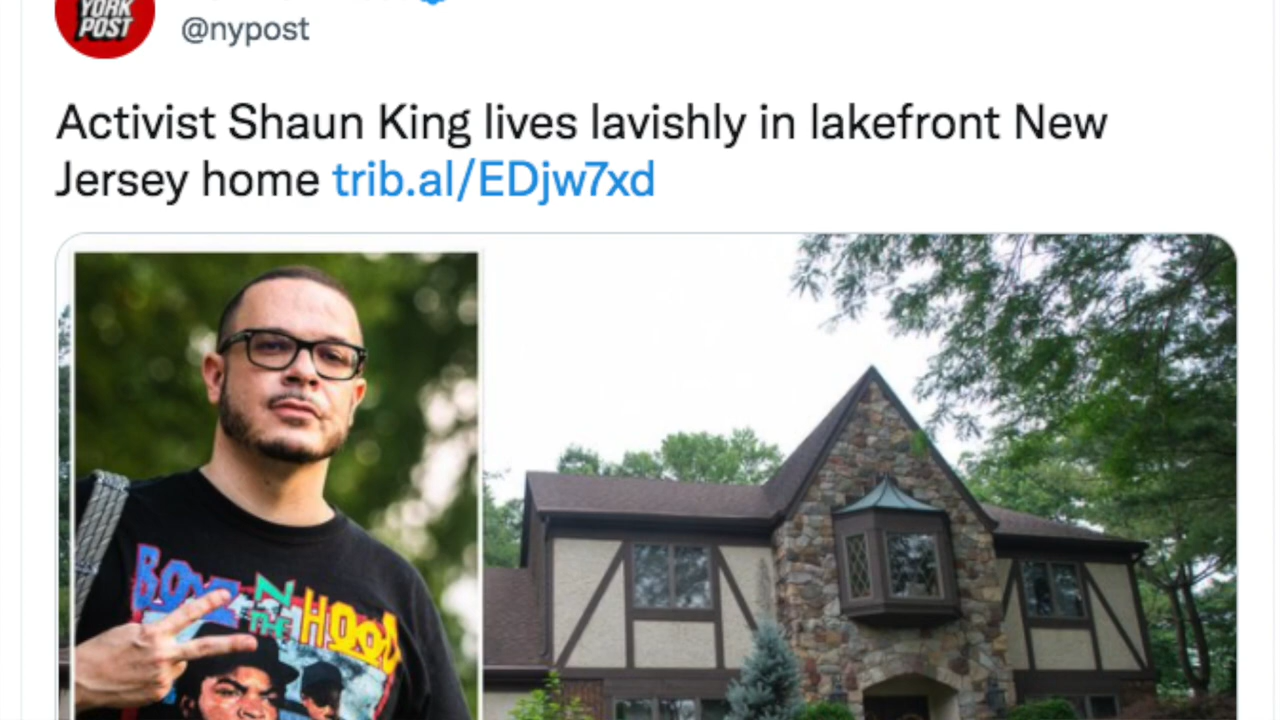 YORK
POST
@nypost
Activist Shaun King lives lavishly in lakefront New
Jersey home trib.al/EDjw7xd
BOYZ N
THE HOOD